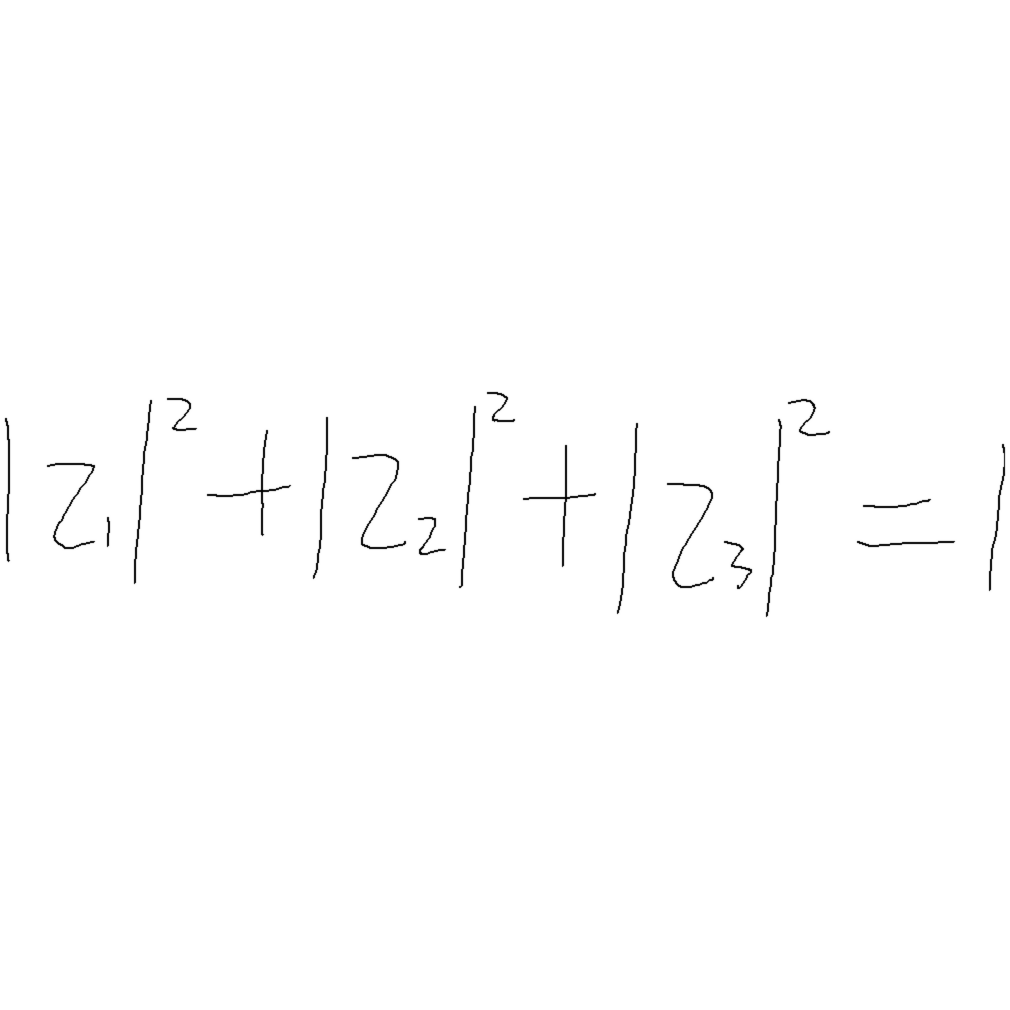 |z₁|² + |z₂|² + |z₃|² = 1